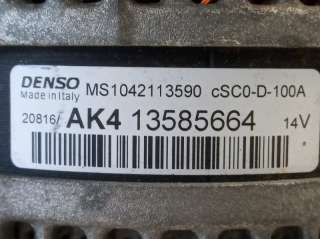 DENSO MS1042113590 cSC0-D-100A
Made in Italy
20816/ AK4 13585664 14V